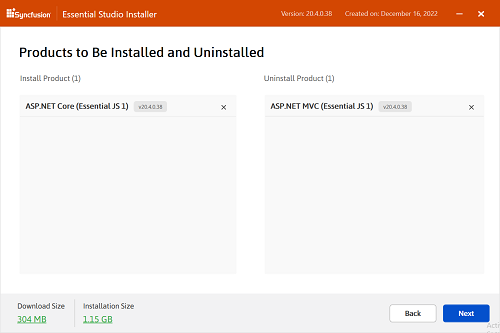 Syncfusion Essential Studio Installer Version: 20.4.0.38 Created on: December 16, 2022
Products to Be Installed and Uninstalled
Install Product (1) Uninstall Product (1)
ASP.NET Core (Essential JS 1) v20.4.0.38 ASP.NET MVC (Essential JS 1) v20.4.0.38
Download Size Installation Size
304 MB 1.15 GB
Back Next
Acti